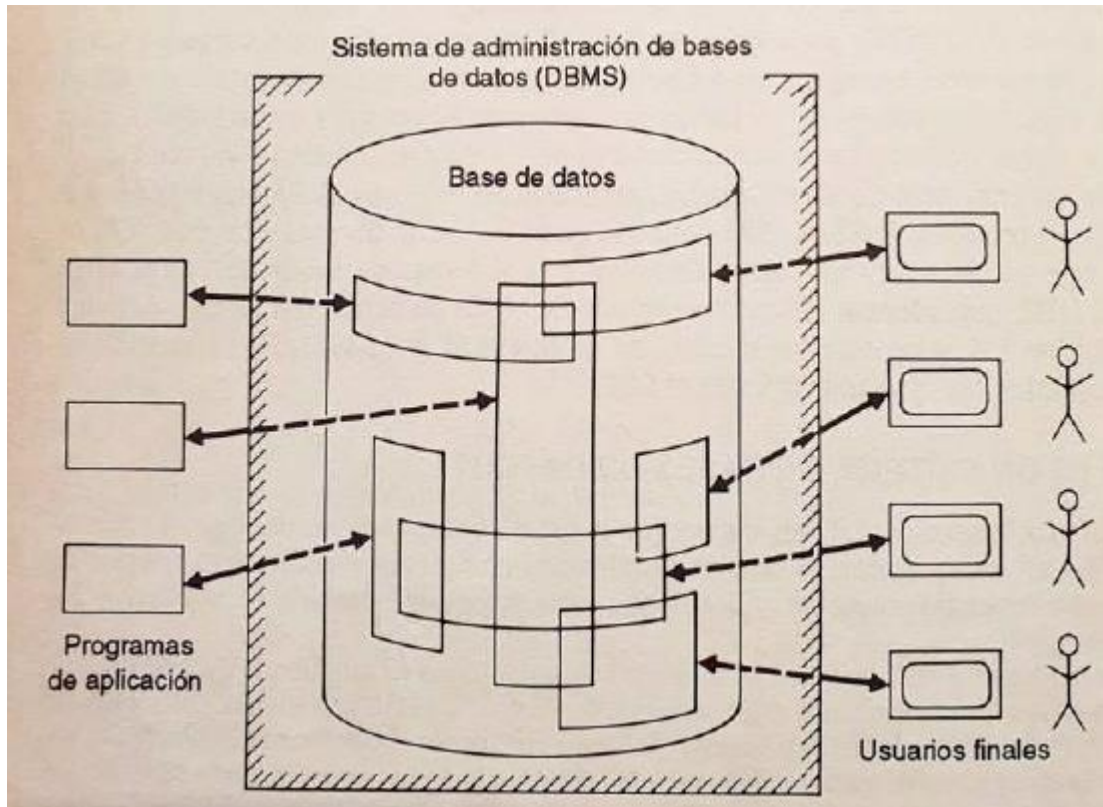 Sistema de administración de bases
de datos (DBMS)
Base de datos
Programas
de aplicación
Usuarios finales